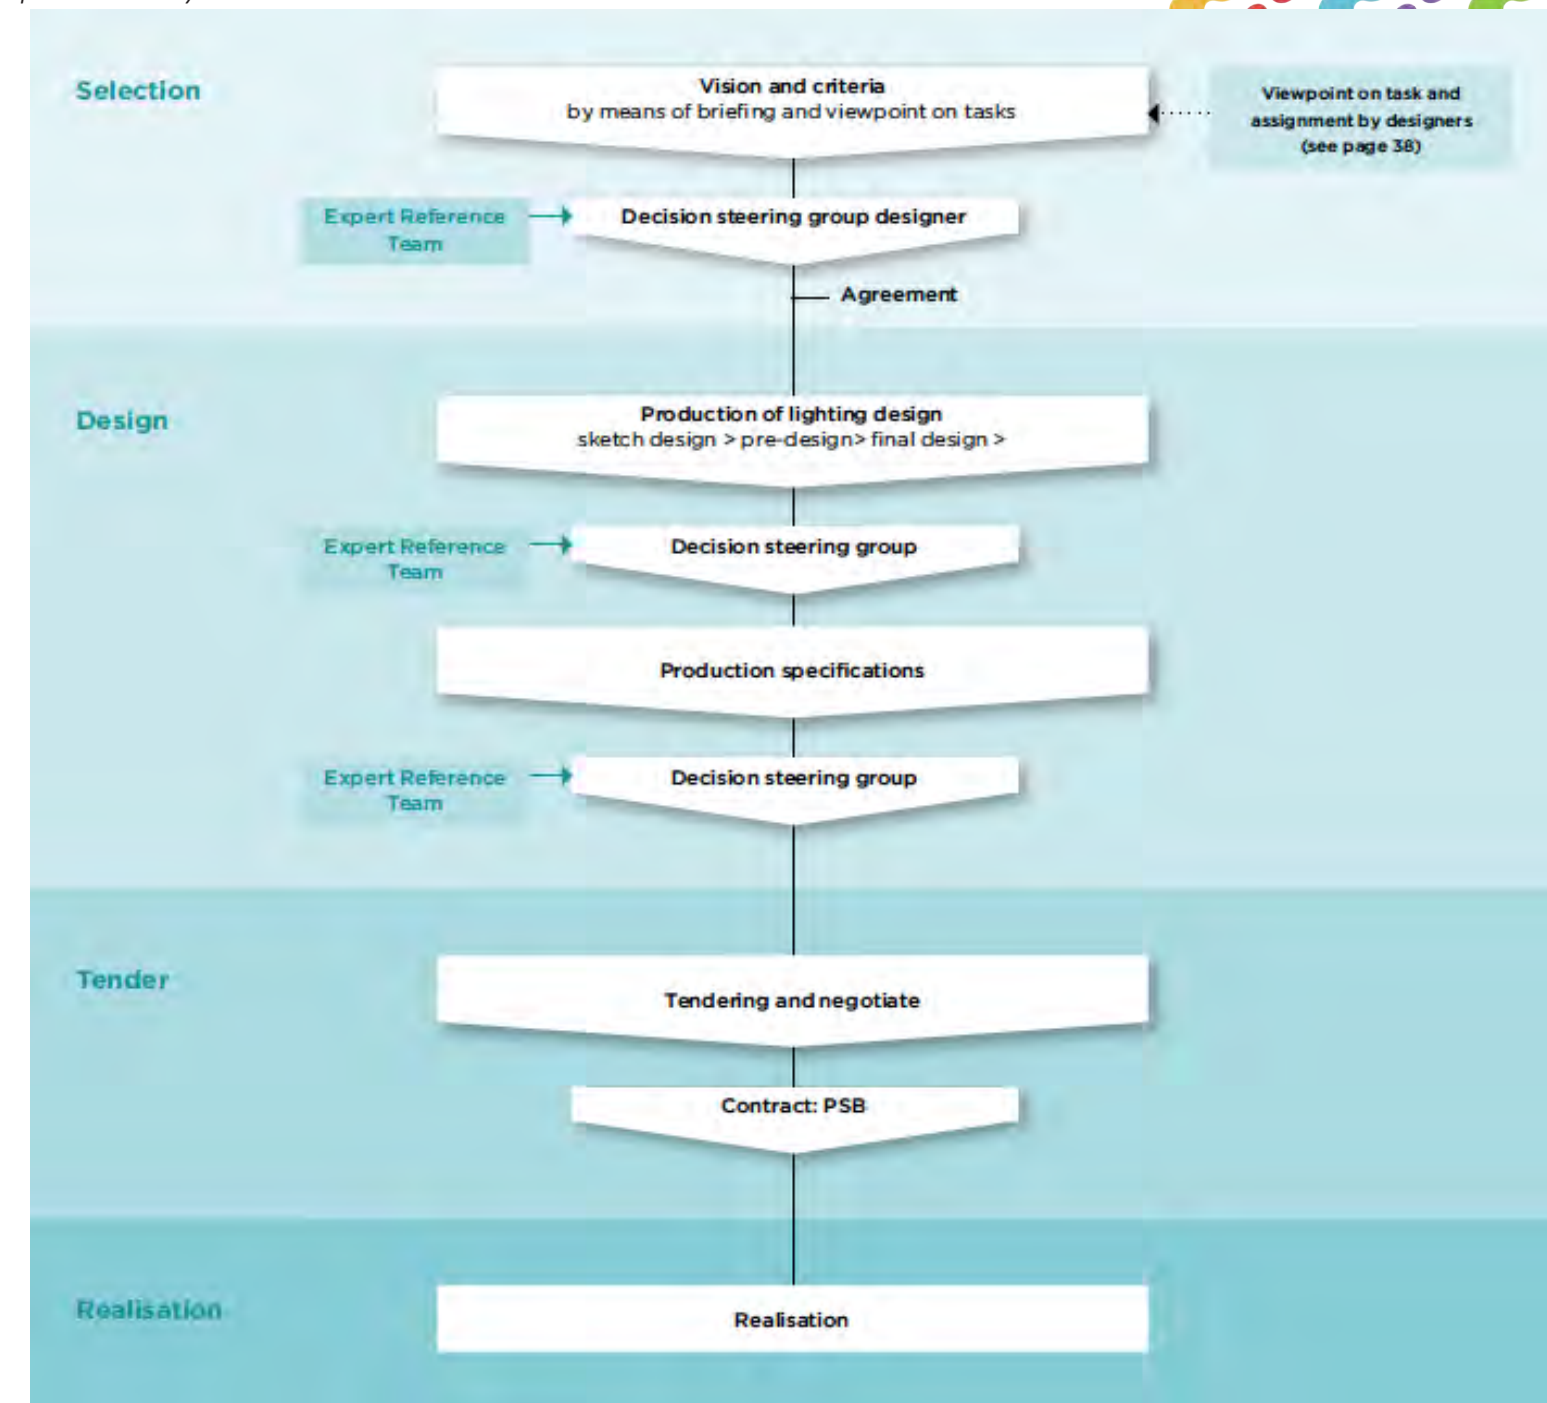 Selection
Vision and criteria
by means of briefing and viewpoint on tasks
Viewpoint on task and
assignment by designers
(see page 38)
Expert Reference
Team
Decision steering group designer
Agreement
Design
Production of lighting design
sketch design > pre-design> final design >
Expert Reference
Team
Decision steering group
Production specifications
Expert Reference
Team
Decision steering group
Tender
Tendering and negotiate
Contract: PSB
Realisation
Realisation